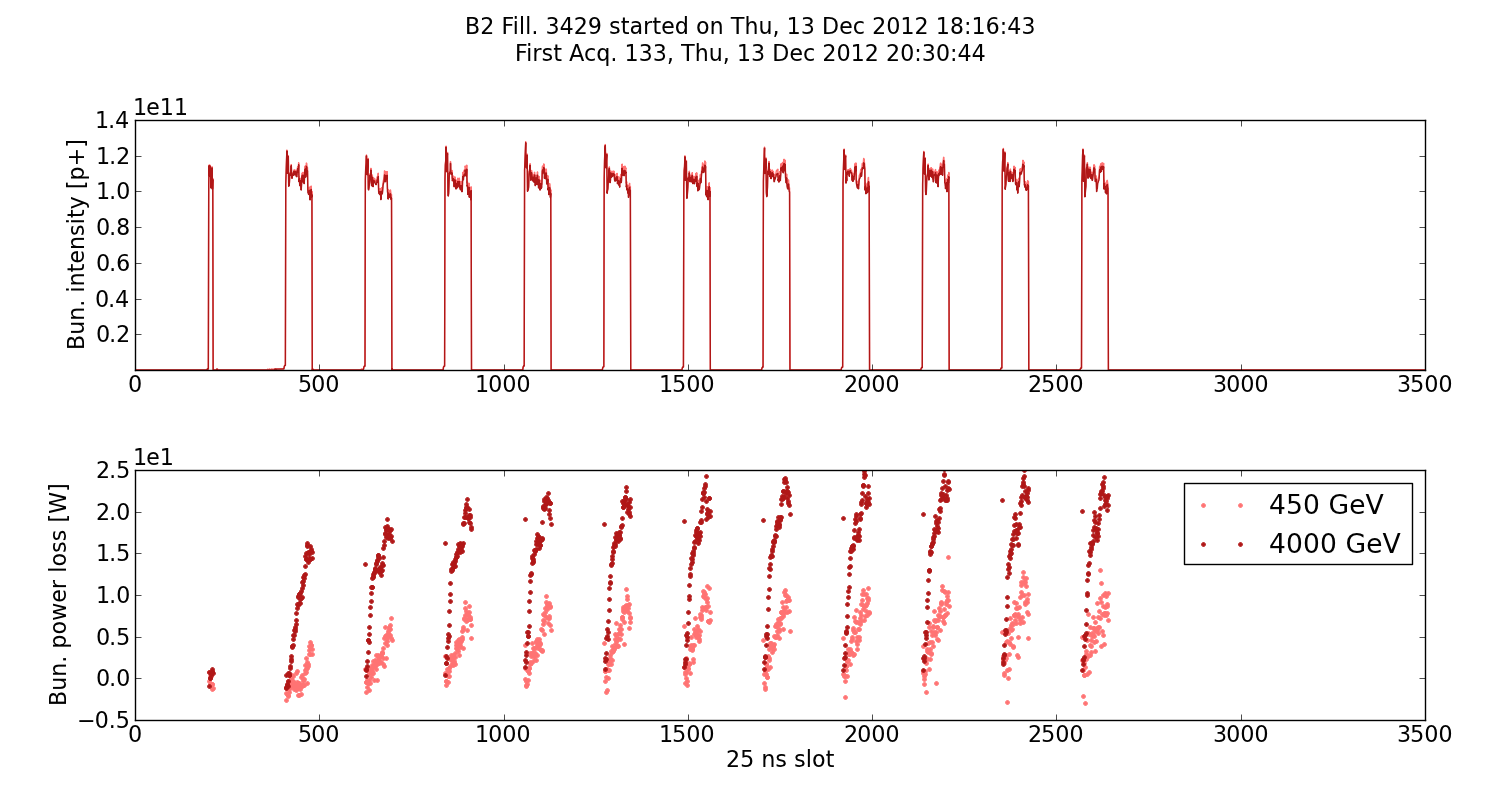 B2 Fill. 3429 started on Thu, 13 Dec 2012 18:16:43
First Acq. 133, Thu, 13 Dec 2012 20:30:44
1e11
1.4
1.2
1.0
0.8
0.6
0.4
0.2
Bun. intensity [p+]
0 500 1000 1500 2000 2500 3000 3500
1e1
2.5
2.0
1.5
1.0
0.5
0.0
−0.5
Bun. power loss [W]
450 GeV
4000 GeV
0 500 1000 1500 2000 2500 3000 3500
25 ns slot